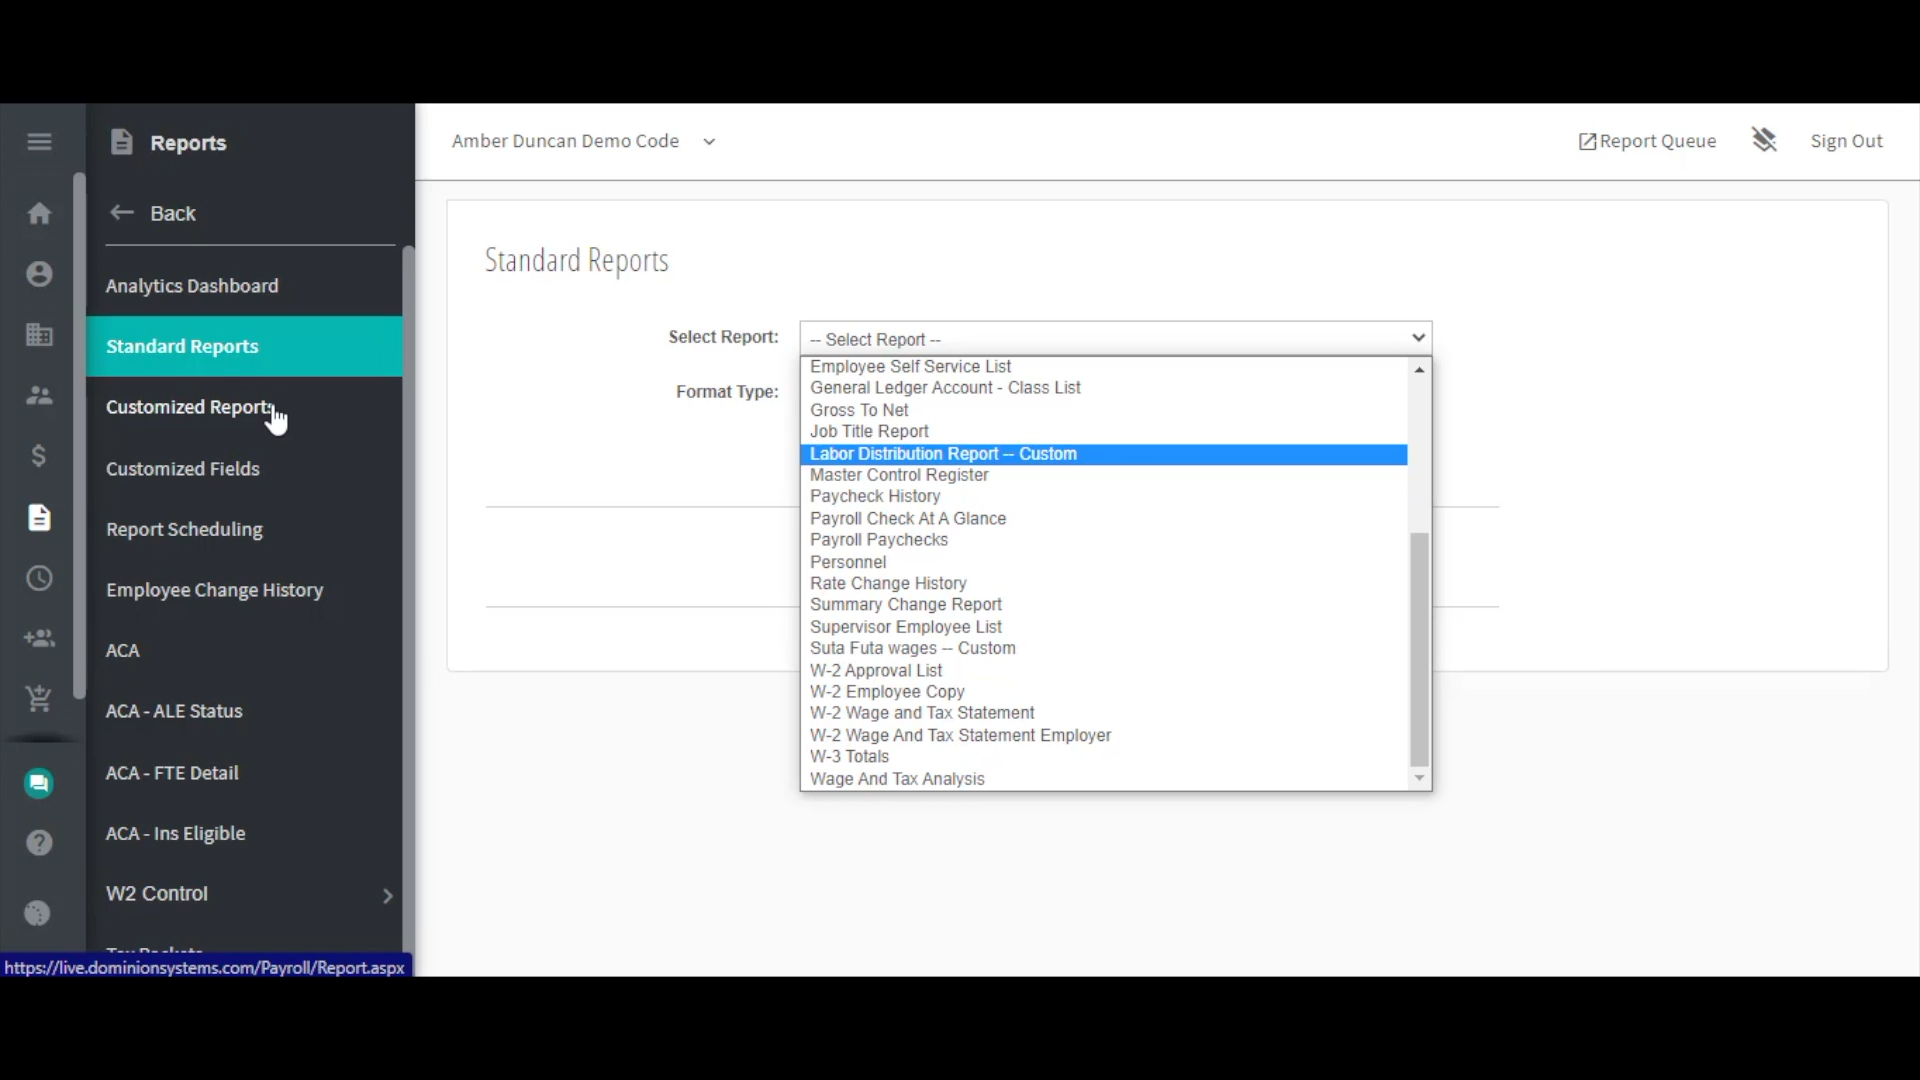 Reports
Back
Analytics Dashboard
Standard Reports
Customized Reports
Customized Fields
Report Scheduling
Employee Change History
ACA
ACA - ALE Status
ACA - FTE Detail
ACA - Ins Eligible
W2 Control
https://live.dominionsystems.com/Payroll/Report.aspx
Amber Duncan Demo Code
Report Queue
Sign Out
Standard Reports
Select Report:
-- Select Report --
Format Type:
Employee Self Service List
General Ledger Account - Class List
Gross To Net
Job Title Report
Labor Distribution Report -- Custom
Master Control Register
Paycheck History
Payroll Check At A Glance
Payroll Paychecks
Personnel
Rate Change History
Summary Change Report
Supervisor Employee List
Suta Futa wages -- Custom
W-2 Approval List
W-2 Employee Copy
W-2 Wage and Tax Statement
W-2 Wage And Tax Statement Employer
W-3 Totals
Wage And Tax Analysis